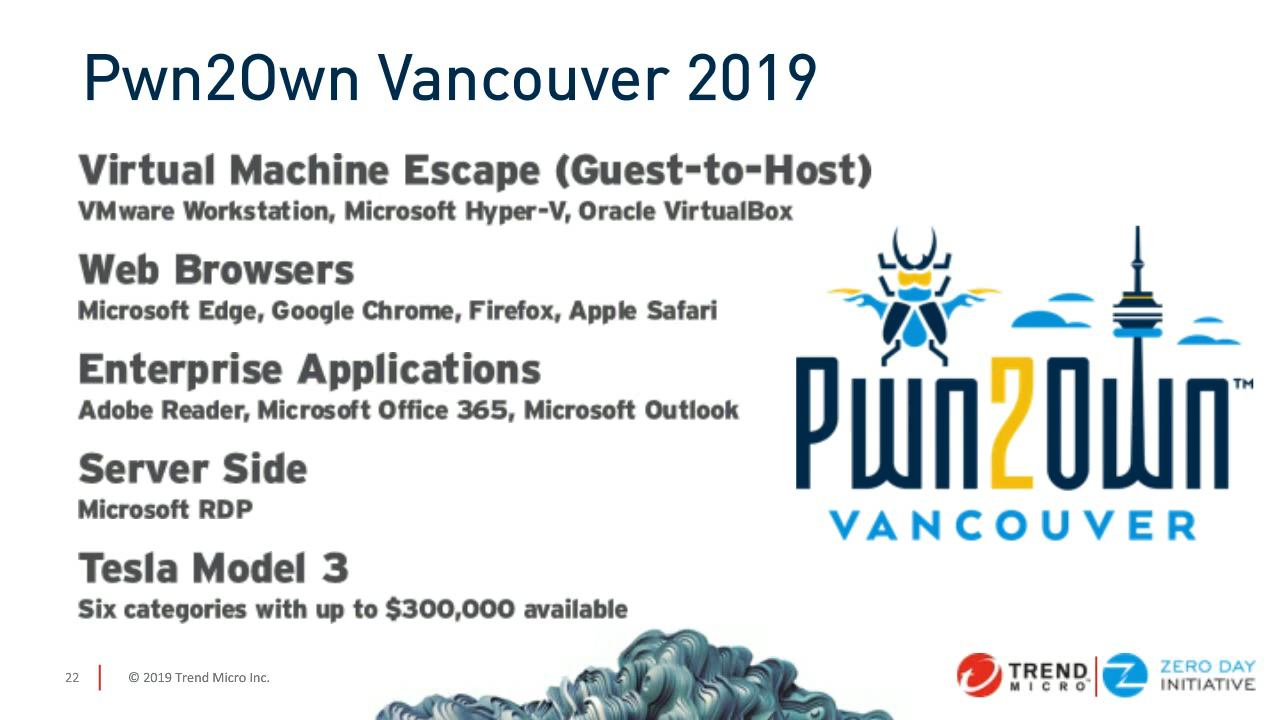 Pwn2Own Vancouver 2019
Virtual Machine Escape (Guest-to-Host)
VMware Workstation, Microsoft Hyper-V, Oracle VirtualBox
Web Browsers
Microsoft Edge, Google Chrome, Firefox, Apple Safari
Enterprise Applications
Adobe Reader, Microsoft Office 365, Microsoft Outlook
Server Side
Microsoft RDP
Tesla Model 3
Six categories with up to $300,000 available
Pwn2Own™
VANCOUVER
22
© 2019 Trend Micro Inc.
TREND
MICRO™
ZERO DAY
INITIATIVE